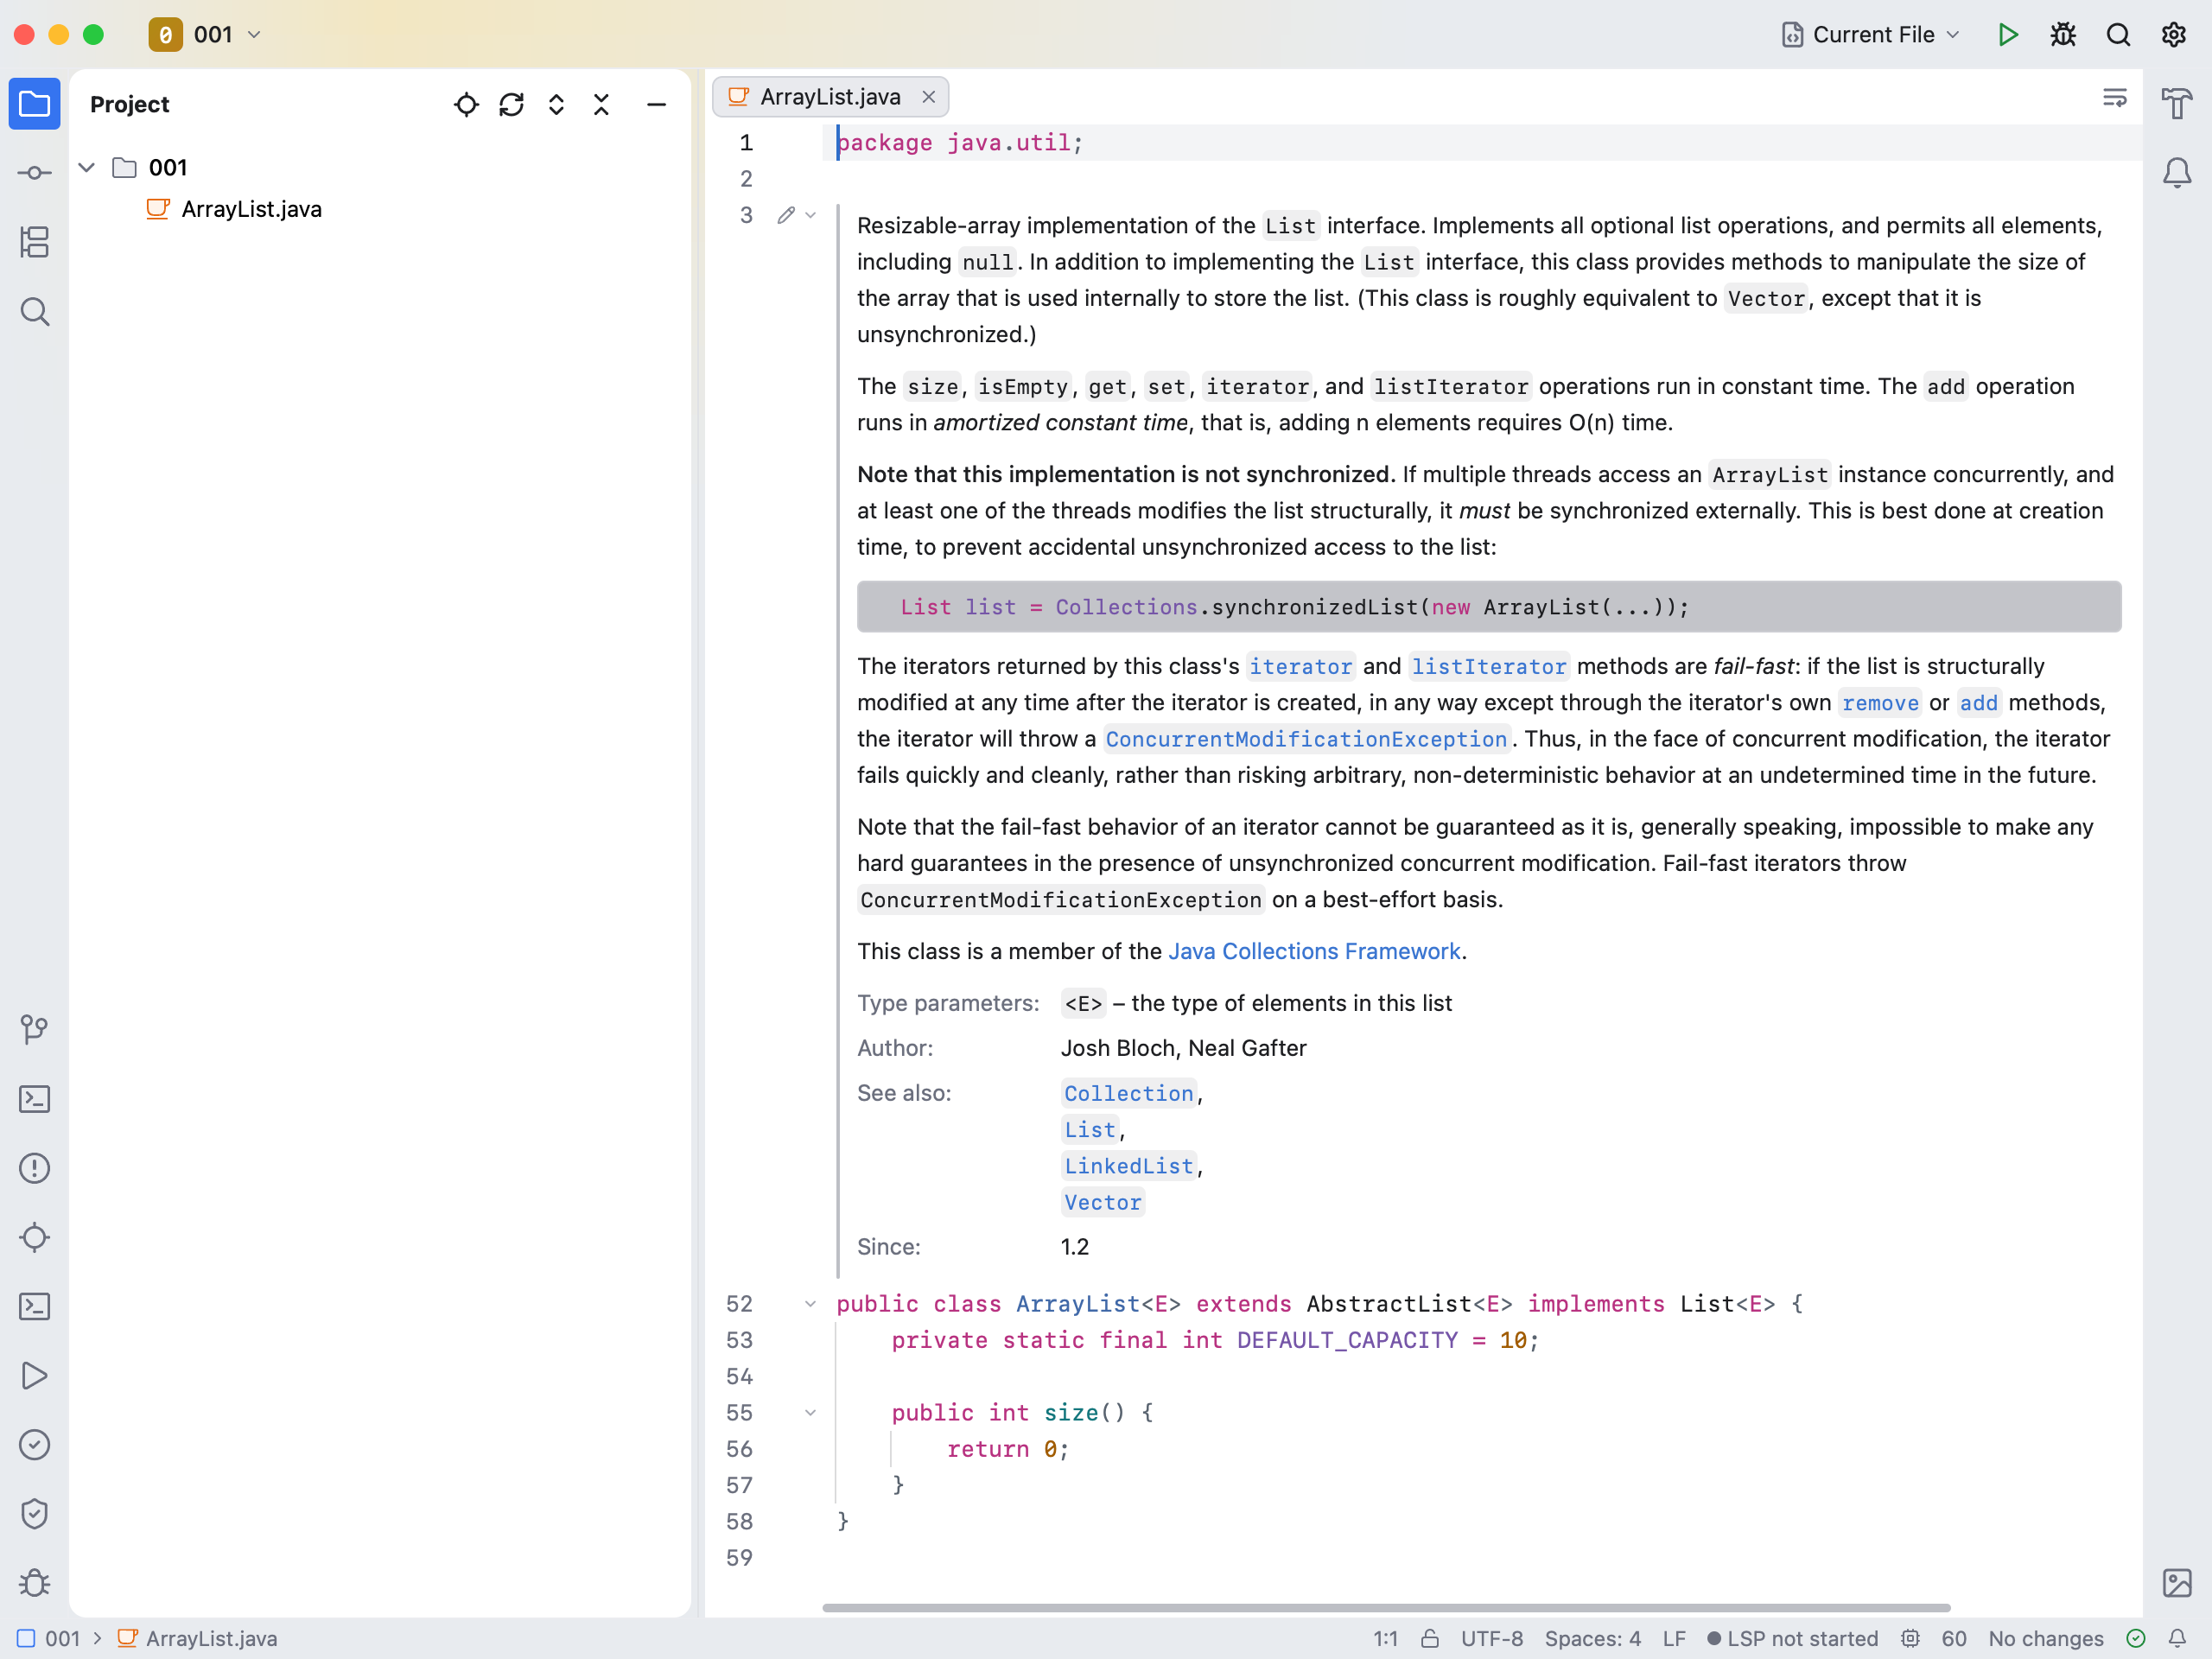 0 001
Current File
Project
001
ArrayList.java
ArrayList.java
1 package java.util;
2
3
Resizable-array implementation of the List interface. Implements all optional list operations, and permits all elements,
including null. In addition to implementing the List interface, this class provides methods to manipulate the size of
the array that is used internally to store the list. (This class is roughly equivalent to Vector, except that it is
unsynchronized.)
The size, isEmpty, get, set, iterator, and listIterator operations run in constant time. The add operation
runs in amortized constant time, that is, adding n elements requires O(n) time.
Note that this implementation is not synchronized. If multiple threads access an ArrayList instance concurrently, and
at least one of the threads modifies the list structurally, it must be synchronized externally. This is best done at creation
time, to prevent accidental unsynchronized access to the list:
List list = Collections.synchronizedList(new ArrayList(...));
The iterators returned by this class's iterator and listIterator methods are fail-fast: if the list is structurally
modified at any time after the iterator is created, in any way except through the iterator's own remove or add methods,
the iterator will throw a ConcurrentModificationException. Thus, in the face of concurrent modification, the iterator
fails quickly and cleanly, rather than risking arbitrary, non-deterministic behavior at an undetermined time in the future.
Note that the fail-fast behavior of an iterator cannot be guaranteed as it is, generally speaking, impossible to make any
hard guarantees in the presence of unsynchronized concurrent modification. Fail-fast iterators throw
ConcurrentModificationException on a best-effort basis.
This class is a member of the Java Collections Framework.
Type parameters: <E> – the type of elements in this list
Author: Josh Bloch, Neal Gafter
See also: Collection,
List,
LinkedList,
Vector
Since: 1.2
52 public class ArrayList<E> extends AbstractList<E> implements List<E> {
53 private static final int DEFAULT_CAPACITY = 10;
54
55 public int size() {
56 return 0;
57 }
58 }
59
001 ArrayList.java
1:1 UTF-8 Spaces: 4 LF LSP not started 60 No changes